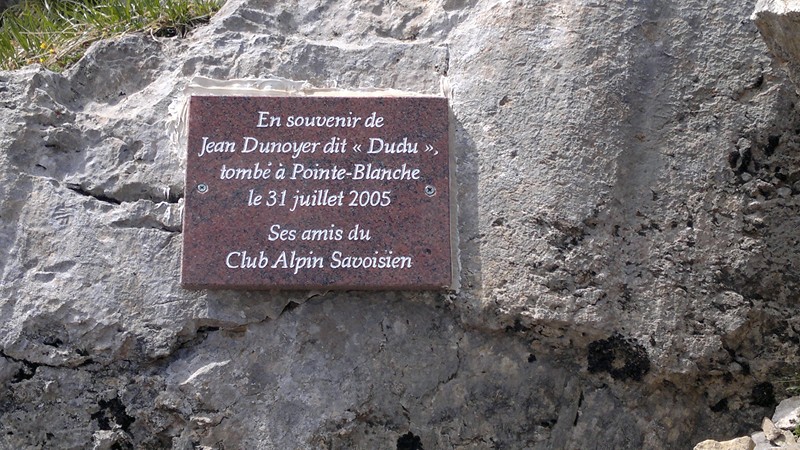 En souvenir de
Jean Dunoyer dit « Dudu »,
tombé à Pointe-Blanche
le 31 juillet 2005
Ses amis du
Club Alpin Savoisien